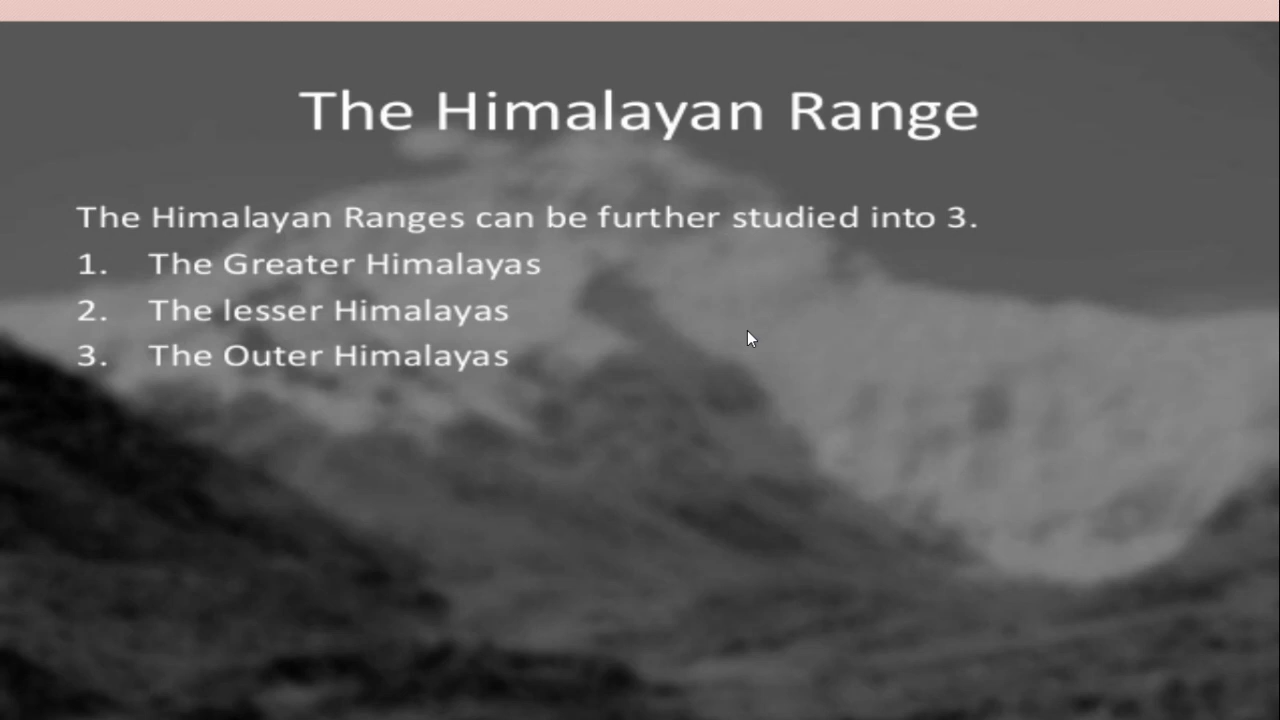 The Himalayan Range
The Himalayan Ranges can be further studied into 3.
1. The Greater Himalayas
2. The lesser Himalayas
3. The Outer Himalayas